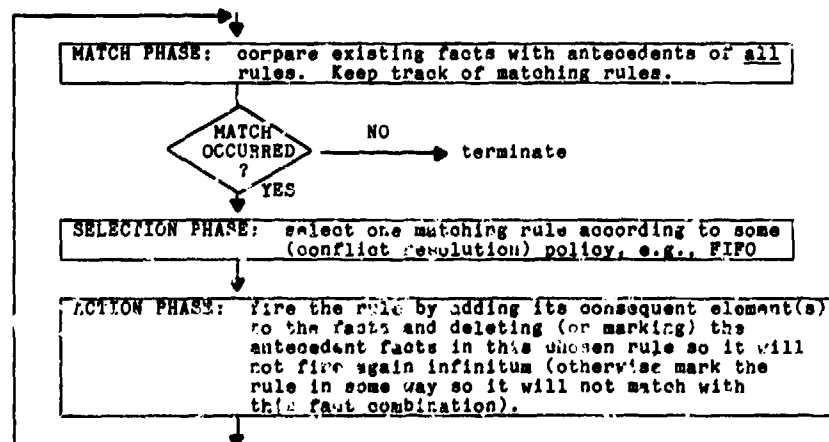 MATCH PHASE: compare existing facts with antecedents of all
rules. Keep track of matching rules.
MATCH
OCCURRED
?
NO
terminate
YES
SELECTION PHASE: select one matching rule according to some
(conflict resolution) policy, e.g., FIFO
ACTION PHASE: fire the rule by adding its consequent element(s)
to the facts and deleting (or marking) the
antecedent facts in this chosen rule so it will
not fire again infinitum (otherwise mark the
rule in some way so it will not match with
this fact combination).